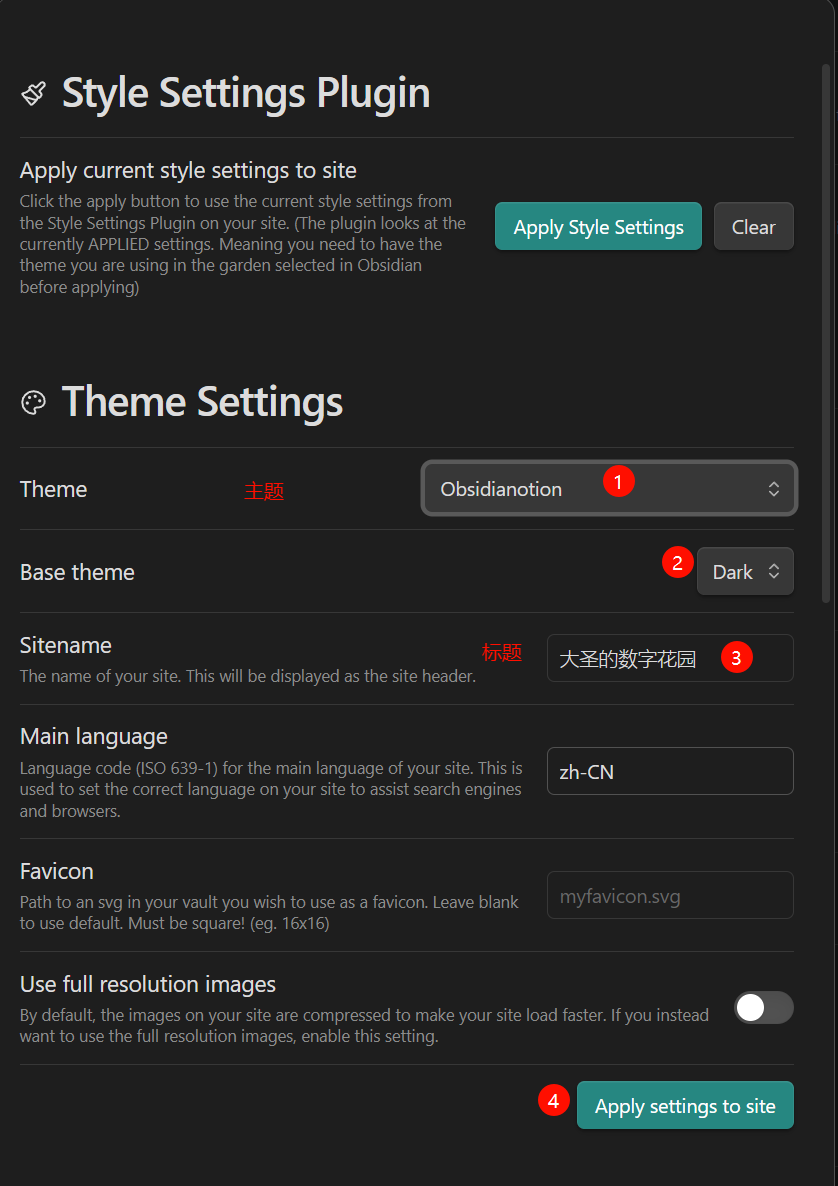 Style Settings Plugin
Apply current style settings to site
Click the apply button to use the current style settings from
the Style Settings Plugin on your site. (The plugin looks at the
currently APPLIED settings. Meaning you need to have the
theme you are using in the garden selected in Obsidian
before applying)
Apply Style Settings
Clear
Theme Settings
Theme
主题
Obsidianotion
1
Base theme
2
Dark
Sitename
The name of your site. This will be displayed as the site header.
标题
大圣的数字花园
3
Main language
Language code (ISO 639-1) for the main language of your site. This is
used to set the correct language on your site to assist search engines
and browsers.
zh-CN
Favicon
Path to an svg in your vault you wish to use as a favicon. Leave blank
to use default. Must be square! (eg. 16x16)
myfavicon.svg
Use full resolution images
By default, the images on your site are compressed to make your site load faster. If you instead
want to use the full resolution images, enable this setting.
4
Apply settings to site